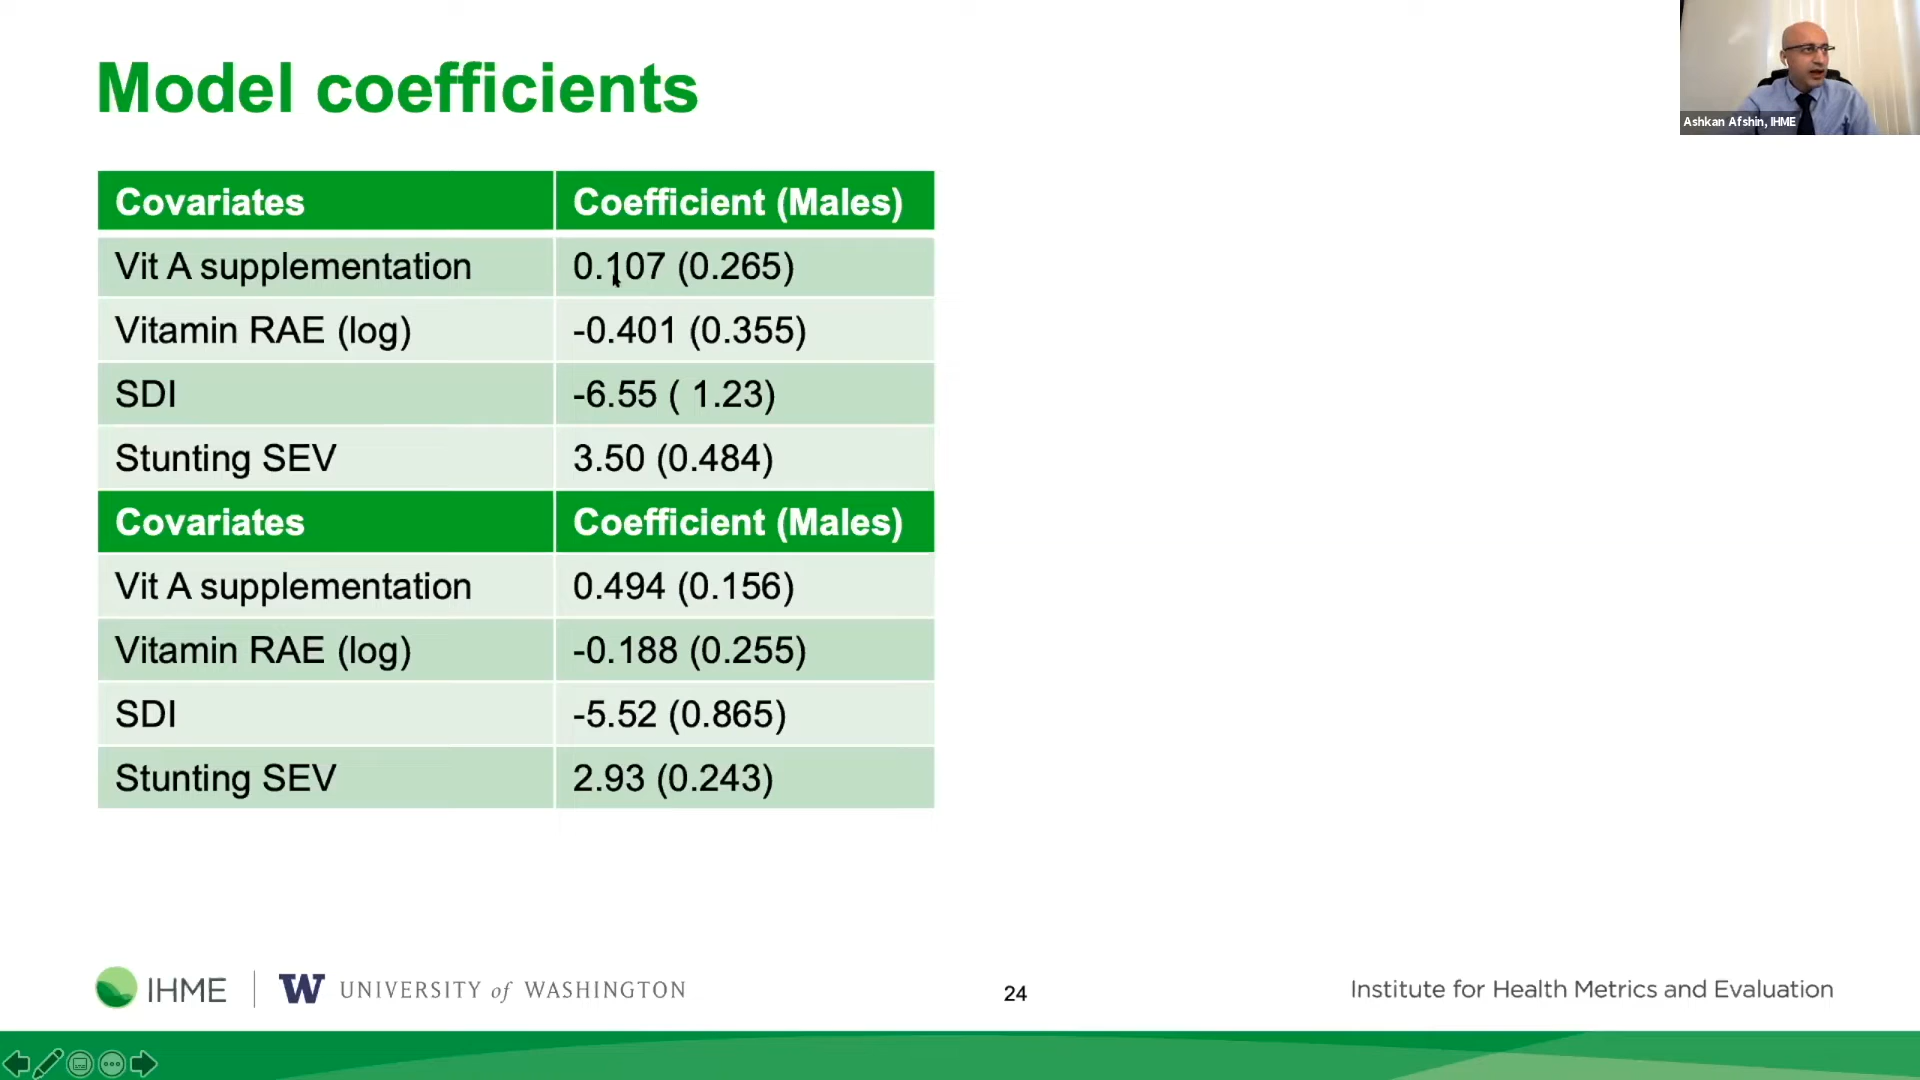 Model coefficients
Ashkan Afshin, IHME
Covariates Coefficient (Males)
Vit A supplementation 0.107 (0.265)
Vitamin RAE (log) -0.401 (0.355)
SDI -6.55 ( 1.23)
Stunting SEV 3.50 (0.484)
Covariates Coefficient (Males)
Vit A supplementation 0.494 (0.156)
Vitamin RAE (log) -0.188 (0.255)
SDI -5.52 (0.865)
Stunting SEV 2.93 (0.243)
IHME W UNIVERSITY of WASHINGTON 24 Institute for Health Metrics and Evaluation